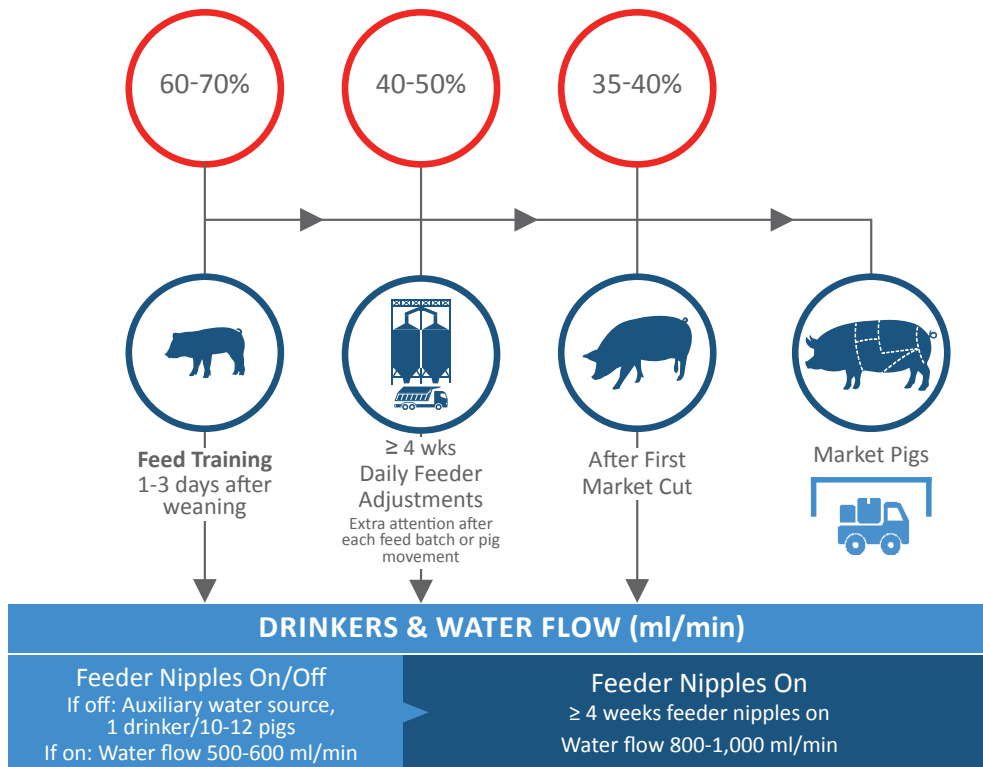 60-70%
40-50%
35-40%
Feed Training
1-3 days after
weaning
≥ 4 wks
Daily Feeder
Adjustments
Extra attention after
each feed batch or pig
movement
After First
Market Cut
Market Pigs
DRINKERS & WATER FLOW (ml/min)
Feeder Nipples On/Off
If off: Auxiliary water source,
1 drinker/10-12 pigs
If on: Water flow 500-600 ml/min
Feeder Nipples On
≥ 4 weeks feeder nipples on
Water flow 800-1,000 ml/min